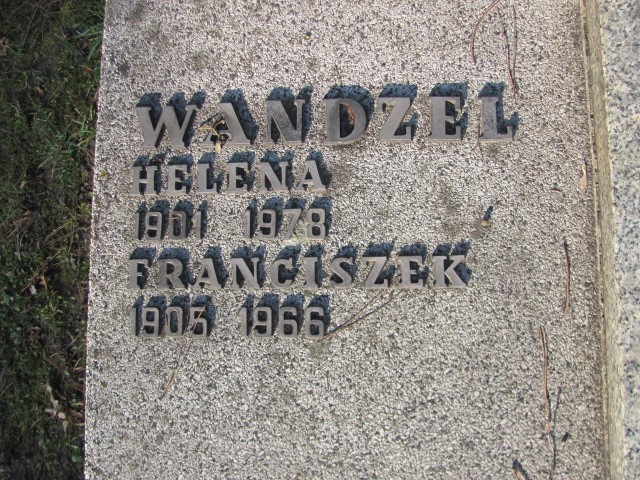 WANDZEL
HELENA
1901 1978
FRANCISZEK
1905 1966